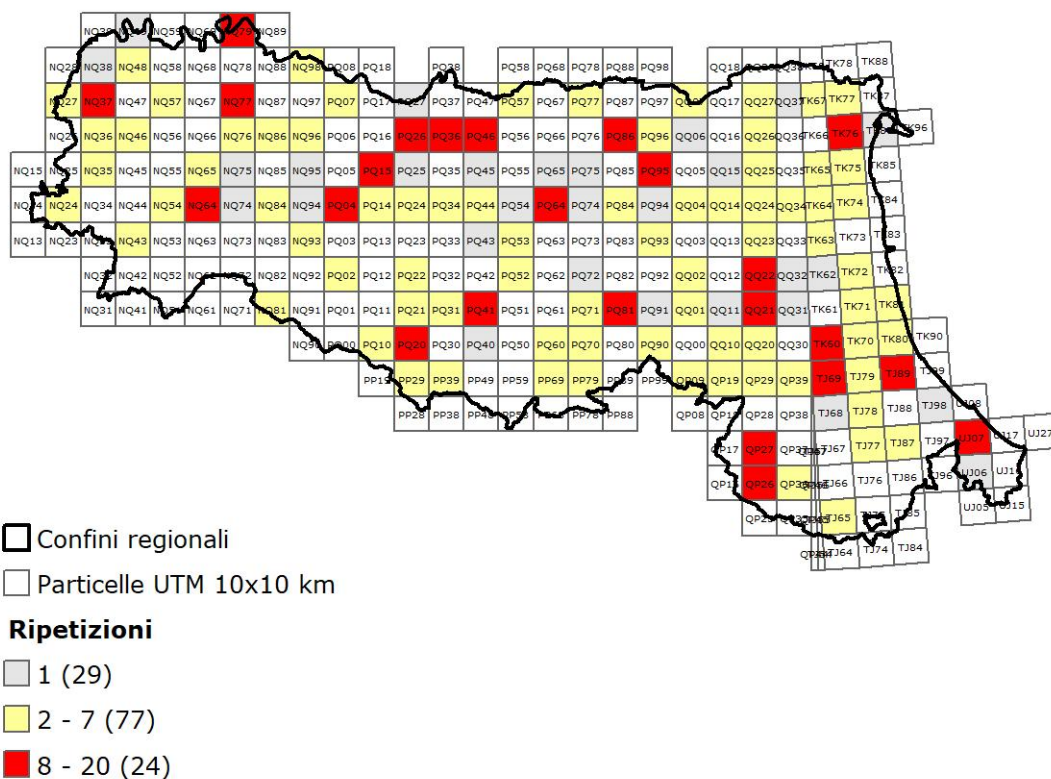 NQ59 NQ79 NQ89
NQ28 NQ38 NQ48 NQ58 NQ68 NQ78 NQ88 NQ98 PQ08 PQ18 PQ38 PQ58 PQ68 PQ78 PQ88 PQ98 QQ18 TK78 TK88
NQ27 NQ37 NQ47 NQ57 NQ67 NQ77 NQ87 NQ97 PQ07 PQ17 PQ37 PQ47 PQ57 PQ67 PQ77 PQ87 PQ97 QQ17 QQ27 QQ37 TK67 TK77 TK87
NQ26 NQ36 NQ46 NQ56 NQ66 NQ76 NQ86 NQ96 PQ06 PQ16 PQ26 PQ36 PQ46 PQ56 PQ66 PQ76 PQ86 PQ96 QQ06 QQ16 QQ26 QQ36 TK66 TK76 TK96
NQ15 NQ25 NQ35 NQ45 NQ55 NQ65 NQ75 NQ85 NQ95 PQ05 PQ15 PQ25 PQ35 PQ45 PQ55 PQ65 PQ75 PQ85 PQ95 QQ05 QQ15 QQ25 QQ35 TK65 TK75 TK85
NQ14 NQ24 NQ34 NQ44 NQ54 NQ64 NQ74 NQ84 NQ94 PQ04 PQ14 PQ24 PQ34 PQ44 PQ54 PQ64 PQ74 PQ84 PQ94 QQ04 QQ14 QQ24 QQ34 TK64 TK74 TK84
NQ13 NQ23 NQ43 NQ53 NQ63 NQ73 NQ83 NQ93 PQ03 PQ13 PQ23 PQ33 PQ43 PQ53 PQ63 PQ73 PQ83 PQ93 QQ03 QQ13 QQ23 QQ33 TK63 TK73 TK83
NQ32 NQ42 NQ52 NQ62 NQ72 NQ82 NQ92 PQ02 PQ12 PQ22 PQ32 PQ42 PQ52 PQ62 PQ72 PQ82 PQ92 QQ02 QQ12 QQ22 QQ32 TK62 TK72 TK82
NQ31 NQ41 NQ61 NQ71 NQ81 NQ91 PQ01 PQ11 PQ21 PQ31 PQ41 PQ51 PQ61 PQ71 PQ81 PQ91 QQ01 QQ11 QQ21 QQ31 TK61 TK71 TK81
NQ90 PQ00 PQ10 PQ20 PQ30 PQ40 PQ50 PQ60 PQ70 PQ80 PQ90 QQ00 QQ10 QQ20 QQ30 TK60 TK70 TK80 TK90
PP19 PP29 PP39 PP49 PP59 PP69 PP79 PP89 PP99 QP09 QP19 QP29 QP39 TJ69 TJ79 TJ89 TJ99
PP28 PP38 PP48 PP58 PP78 PP88 QP08 QP18 QP28 QP38 TJ68 TJ78 TJ88 TJ98 UJ08
QP17 QP27 QP37 TJ67 TJ77 TJ87 TJ97 UJ07 UJ17 UJ27
QP26 TJ66 TJ76 TJ86 TJ96 UJ06
TJ65 TJ85 UJ05 UJ15
TJ64 TJ74 TJ84
Confini regionali
Particelle UTM 10x10 km
Ripetizioni
1 (29)
2 - 7 (77)
8 - 20 (24)